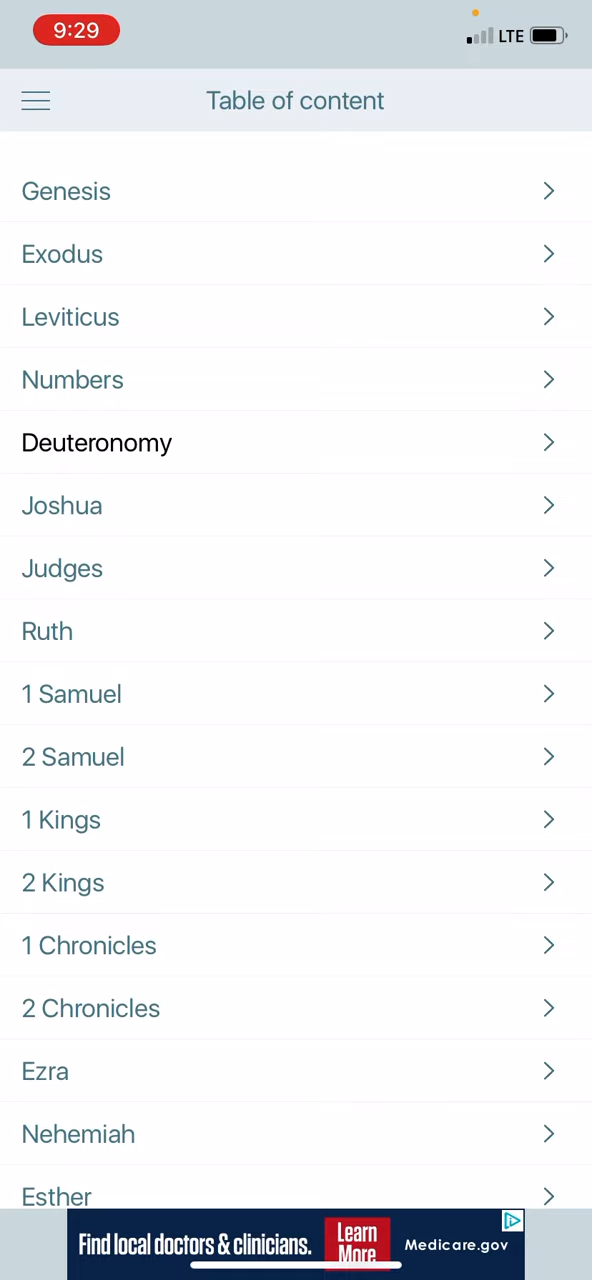 9:29
LTE
Table of content
Genesis
Exodus
Leviticus
Numbers
Deuteronomy
Joshua
Judges
Ruth
1 Samuel
2 Samuel
1 Kings
2 Kings
1 Chronicles
2 Chronicles
Ezra
Nehemiah
Esther
Find local doctors & clinicians.
Learn
More
Medicare.gov